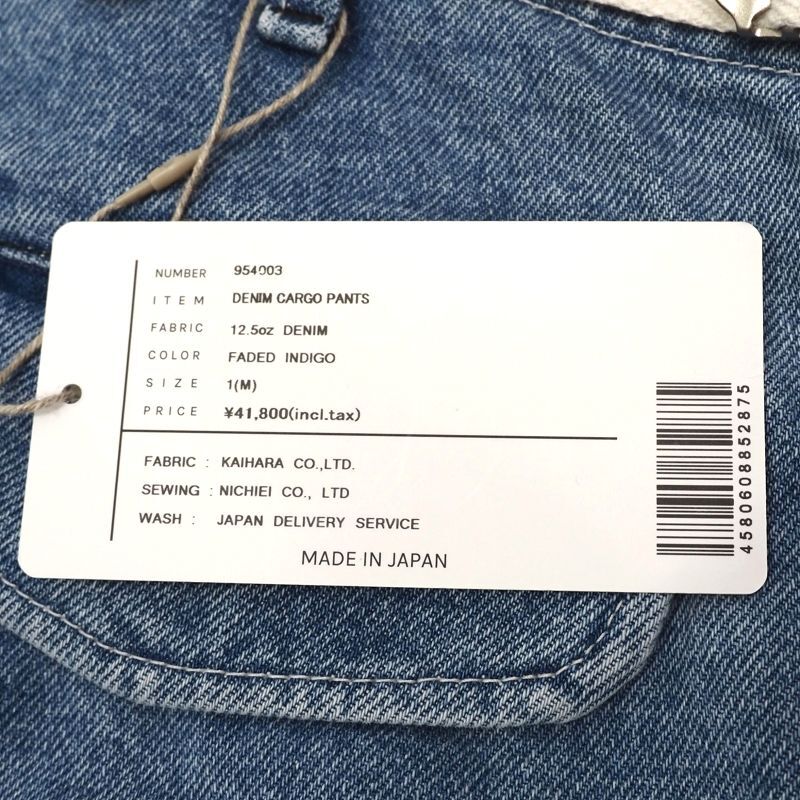 NUMBER 954003
ITEM DENIM CARGO PANTS
FABRIC 12.5oz DENIM
COLOR FADED INDIGO
SIZE 1(M)
PRICE ¥41,800(incl.tax)
FABRIC : KAIHARA CO.,LTD.
SEWING : NICHIEI CO., LTD
WASH : JAPAN DELIVERY SERVICE
MADE IN JAPAN
4580608852875